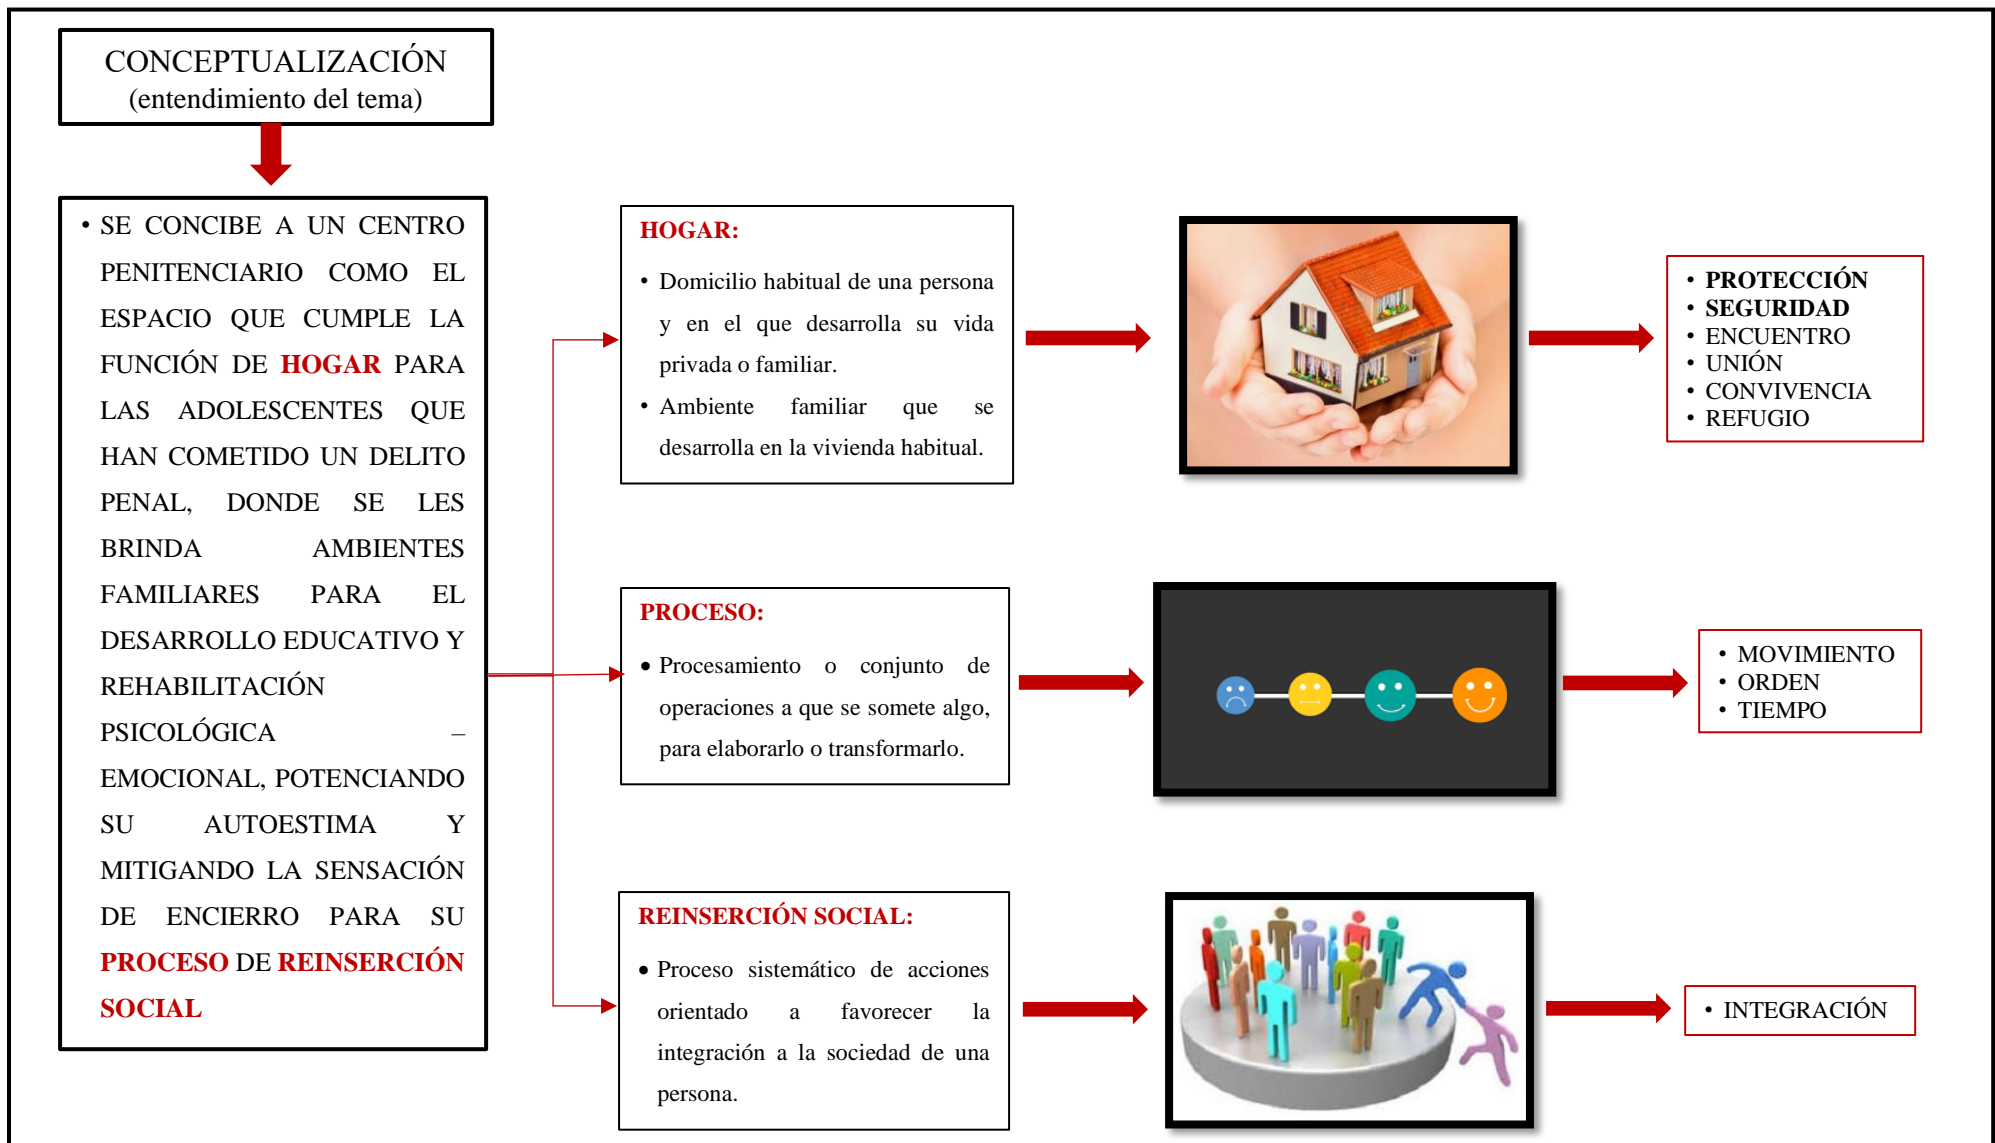 CONCEPTUALIZACIÓN
(entendimiento del tema)
• SE CONCIBE A UN CENTRO
PENITENCIARIO COMO EL
ESPACIO QUE CUMPLE LA
FUNCIÓN DE HOGAR PARA
LAS ADOLESCENTES QUE
HAN COMETIDO UN DELITO
PENAL, DONDE SE LES
BRINDA AMBIENTES
FAMILIARES PARA EL
DESARROLLO EDUCATIVO Y
REHABILITACIÓN
PSICOLÓGICA –
EMOCIONAL, POTENCIANDO
SU AUTOESTIMA Y
MITIGANDO LA SENSACIÓN
DE ENCIERRO PARA SU
PROCESO DE REINSERCIÓN
SOCIAL
HOGAR:
• Domicilio habitual de una persona
y en el que desarrolla su vida
privada o familiar.
• Ambiente familiar que se
desarrolla en la vivienda habitual.
• PROTECCIÓN
• SEGURIDAD
• ENCUENTRO
• UNIÓN
• CONVIVENCIA
• REFUGIO
PROCESO:
• Procesamiento o conjunto de
operaciones a que se somete algo,
para elaborarlo o transformarlo.
• MOVIMIENTO
• ORDEN
• TIEMPO
REINSERCIÓN SOCIAL:
• Proceso sistemático de acciones
orientado a favorecer la
integración a la sociedad de una
persona.
• INTEGRACIÓN